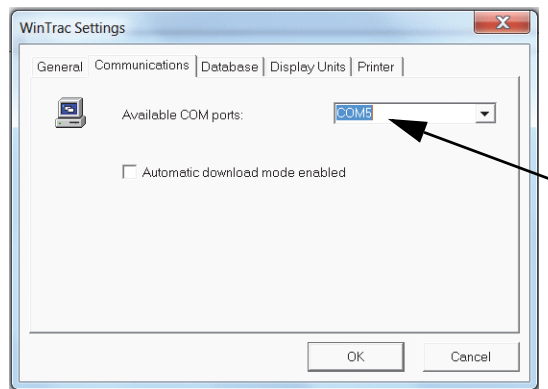 WinTrac Settings
General Communications Database Display Units Printer
Available COM ports: COM5
Automatic download mode enabled
OK Cancel